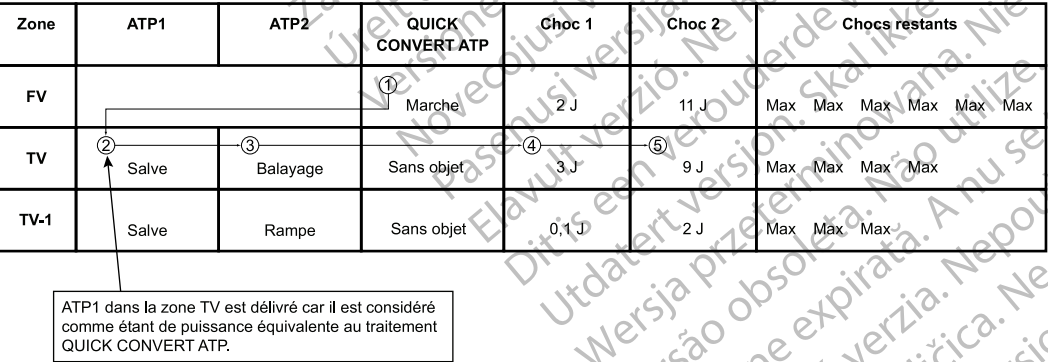 Zone ATP1 ATP2 QUICK CONVERT ATP Choc 1 Choc 2 Chocs restants
FV 1 Marche 2 J 11 J Max Max Max Max Max Max
TV 2 Salve 3 Balayage Sans objet 4 3 J 5 9 J Max Max Max Max
TV-1 Salve Rampe Sans objet 0,1 J 2 J Max Max Max
ATP1 dans la zone TV est délivré car il est considéré
comme étant de puissance équivalente au traitement
QUICK CONVERT ATP.